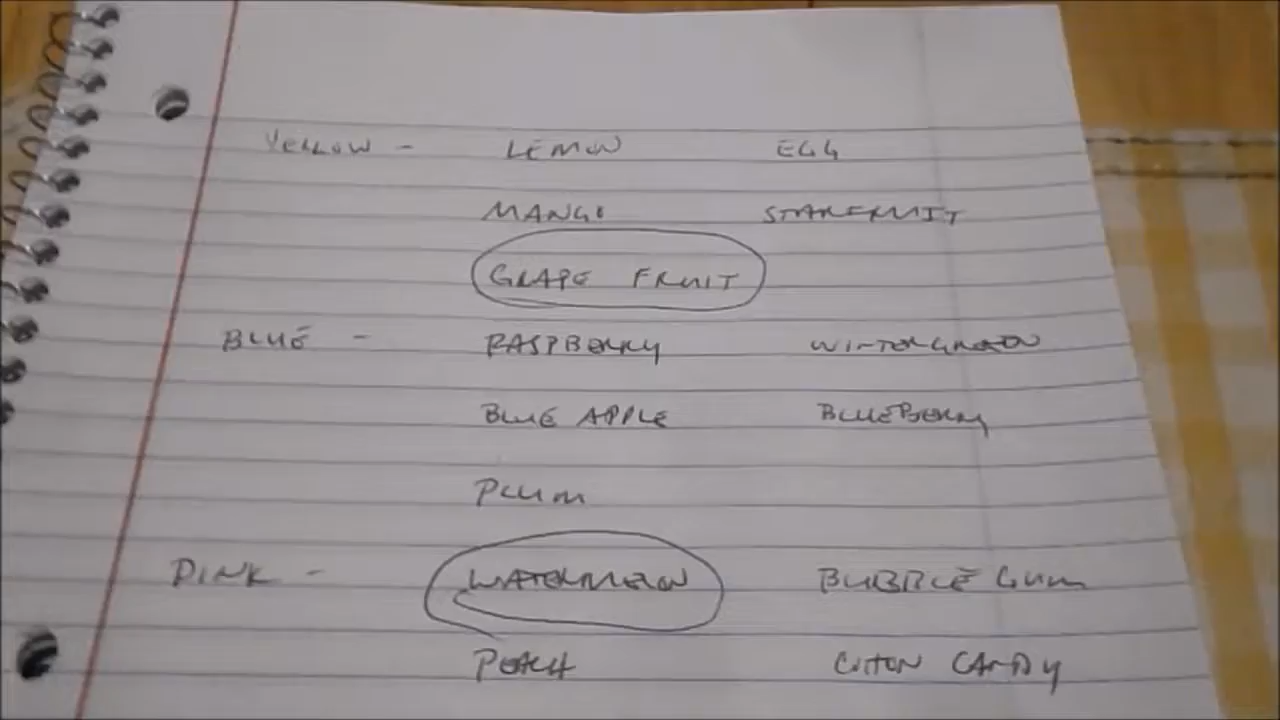 YELLOW - LEMON EGG
MANGO STARFRUIT
GRAPE FRUIT
BLUE - RASPBERRY WINTERGREEN
BLUE APPLE BLUEBERRY
PLUM
PINK - WATERMELON BUBBLE GUM
PEACH COTTON CANDY